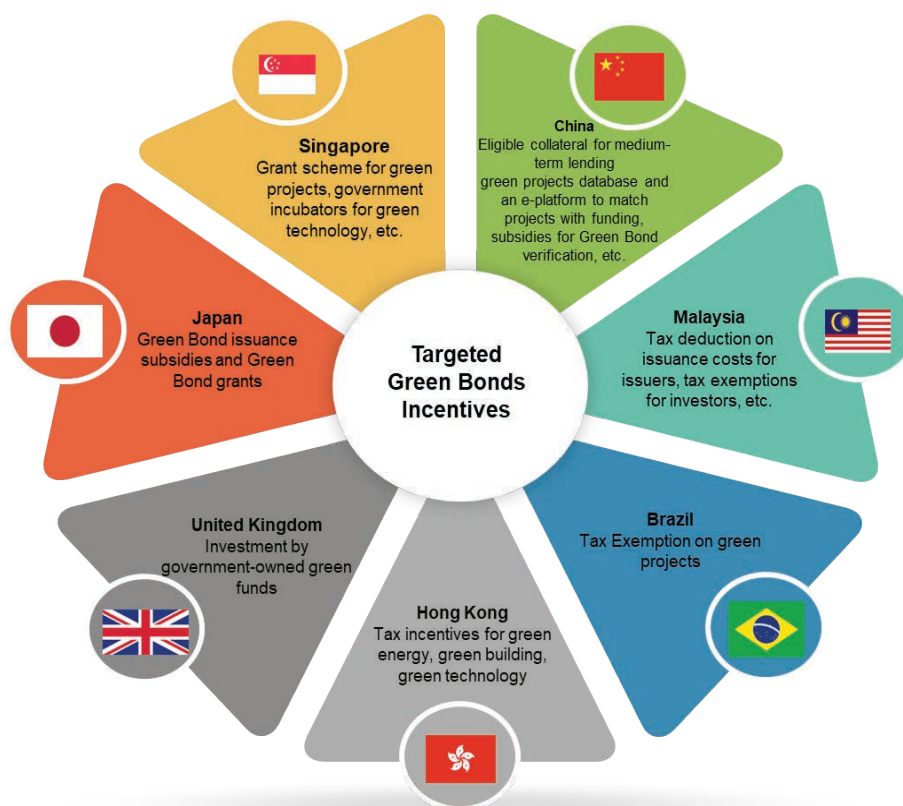 Targeted
Green Bonds
Incentives
Singapore
Grant scheme for green
projects, government
incubators for green
technology, etc.
China
Eligible collateral for medium-
term lending
green projects database and
an e-platform to match
projects with funding,
subsidies for Green Bond
verification, etc.
Japan
Green Bond issuance
subsidies and Green
Bond grants
Malaysia
Tax deduction on
issuance costs for
issuers, tax exemptions
for investors, etc.
United Kingdom
Investment by
government-owned green
funds
Hong Kong
Tax incentives for green
energy, green building,
green technology
Brazil
Tax Exemption on green
projects